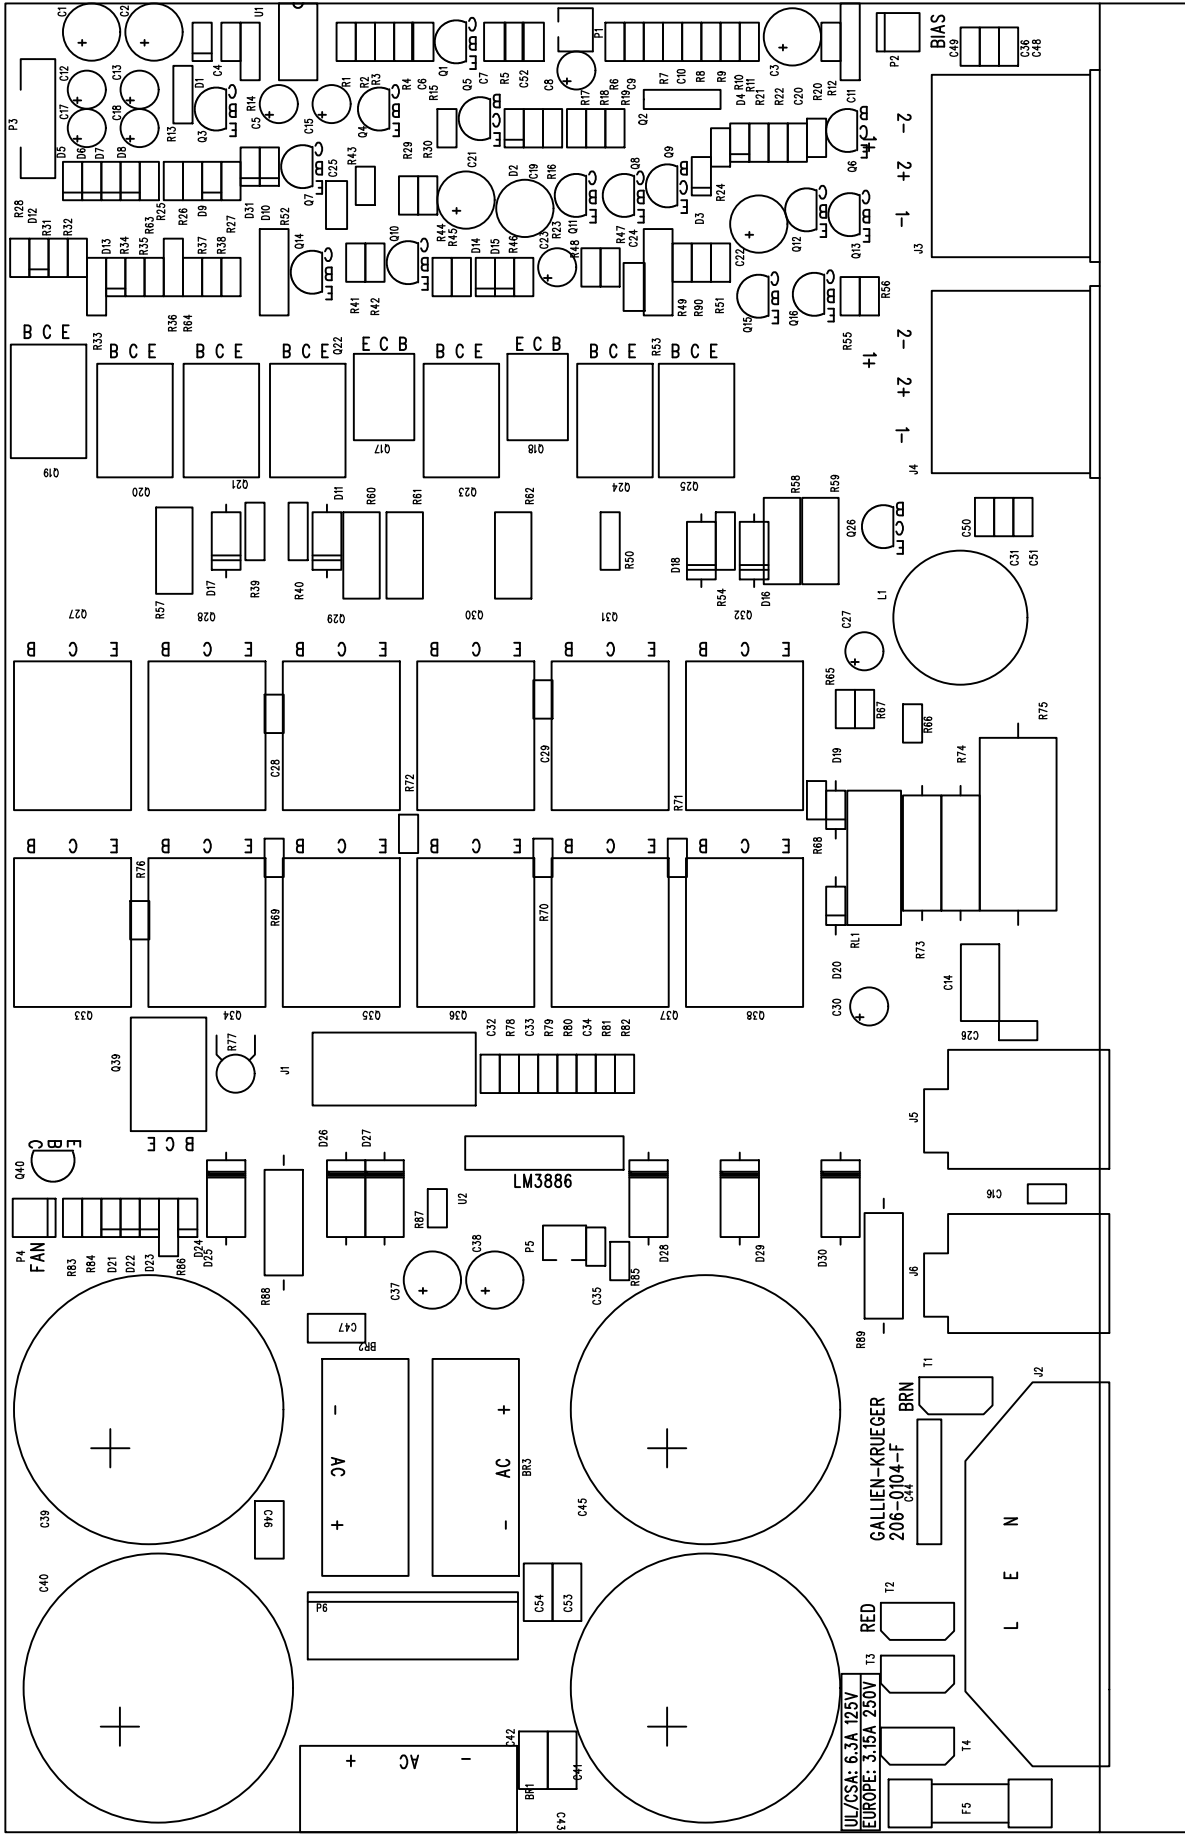 C1 C2 C4 U1 P1 C3 P2 BIAS C49 C36 C48
C12 C13 D1 R14 R1 R2 R3 R4 C6 Q1 C7 R5 C52 C8 R6 C9 R7 C10 R8 R9 R10 R11 R22 R20 R12
P3 C17 C18 R13 Q3 C5 C15 Q4 R15 Q5 R17 R18 R19 Q2 D4 R21 C20 C11
C B E
D5 D6 D7 D8 R43 R29 R30 C21 D2 C19 R16 Q8 Q9 Q6 1+ 2- 2+ 1-
R28 D12 R31 R32 R63 R25 R26 D9 R27 D31 D10 R52 Q7 C25 R44 R45 R23 Q11 D3 R24 Q12 Q13 J3
D13 R34 R35 R37 R38 Q14 Q10 D14 D15 R46 C23 R48 R47 C24 C22
R33 R36 R64 R41 R42 R49 R90 R51 Q15 Q16 R55 R56
B C E
B C E
B C E
B C E
Q22
E C B
B C E
E C B
B C E
R53
B C E
1+ 2- 2+ 1-
Q19 Q20 Q21 Q17 Q23 Q18 Q24 Q25 J4
R57 D17 R39 R40 D11 R60 R61 R62 R50 D18 R54 D16 R58 R59 Q26 C50 C31 C51
B C E
Q27 Q28 Q29 Q30 Q31 Q32 C27 L1
B C E
B C E
B C E
B C E
B C E
B C E
R65 R67 R66 R75
C28 R72 C29 R71 D19 R68 R74
B C E
B C E
B C E
B C E
B C E
B C E
R76 R69 R70 RL1 R73
Q33 Q34 Q35 Q36 Q37 Q38 C30 D20 C14
Q39 R77 J1 C32 R78 C33 R79 R80 C34 R81 R82 C26
J5
E B C
B C E
Q40 D26 D27 LM3886 C16
P4 FAN R83 R84 D21 D22 D23 R86 D24 D25 R88 R87 U2 P5 C35 R85 D28 D29 D30 J6
C37 C38 R89
C47 BR2
T1 J2
BRN
- AC +
+ AC -
BR3
GALLIEN-KRUEGER
206-0104-F
C44
C39 C46 C45
L E N
C40 P6 C54 C53 RED T2
T3
UL/CSA: 6.3A 125V
EUROPE: 3.15A 250V
+ AC -
BR1 C42 C41 C43 T4
F5